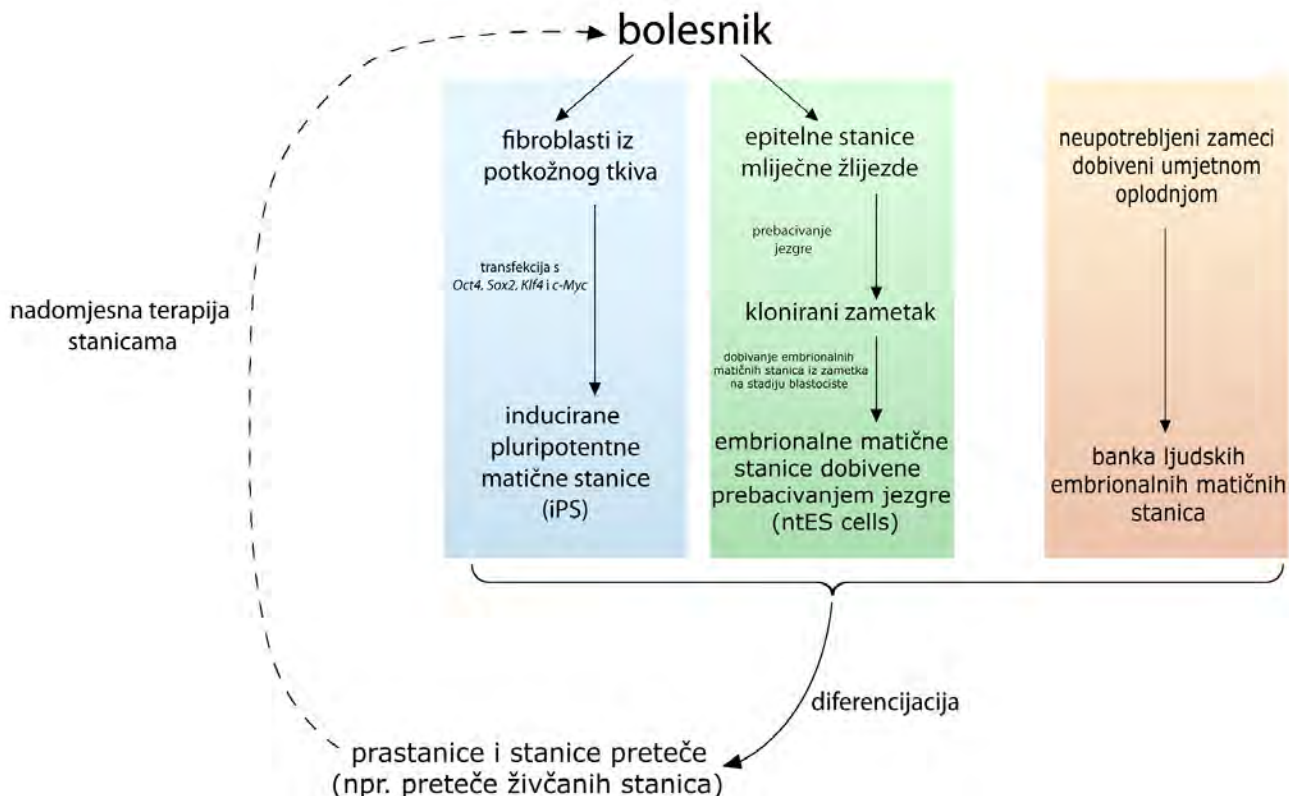 bolesnik
fibroblasti iz
potkožnog tkiva
transfekcija s
Oct4, Sox2, Klf4 i c-Myc
inducirane
pluripotentne
matične stanice
(iPS)
epitelne stanice
mliječne žlijezde
prebacivanje
jezgre
klonirani zametak
dobivanje embrionalnih
matičnih stanica iz zametka
na stadiju blastociste
embrionalne matične
stanice dobivene
prebacivanjem jezgre
(ntES cells)
neupotrebljeni zameci
dobiveni umjetnom
oplodnjom
banka ljudskih
embrionalnih matičnih
stanica
diferencijacija
prastanice i stanice preteče
(npr. preteče živčanih stanica)
nadomjesna terapija
stanicama